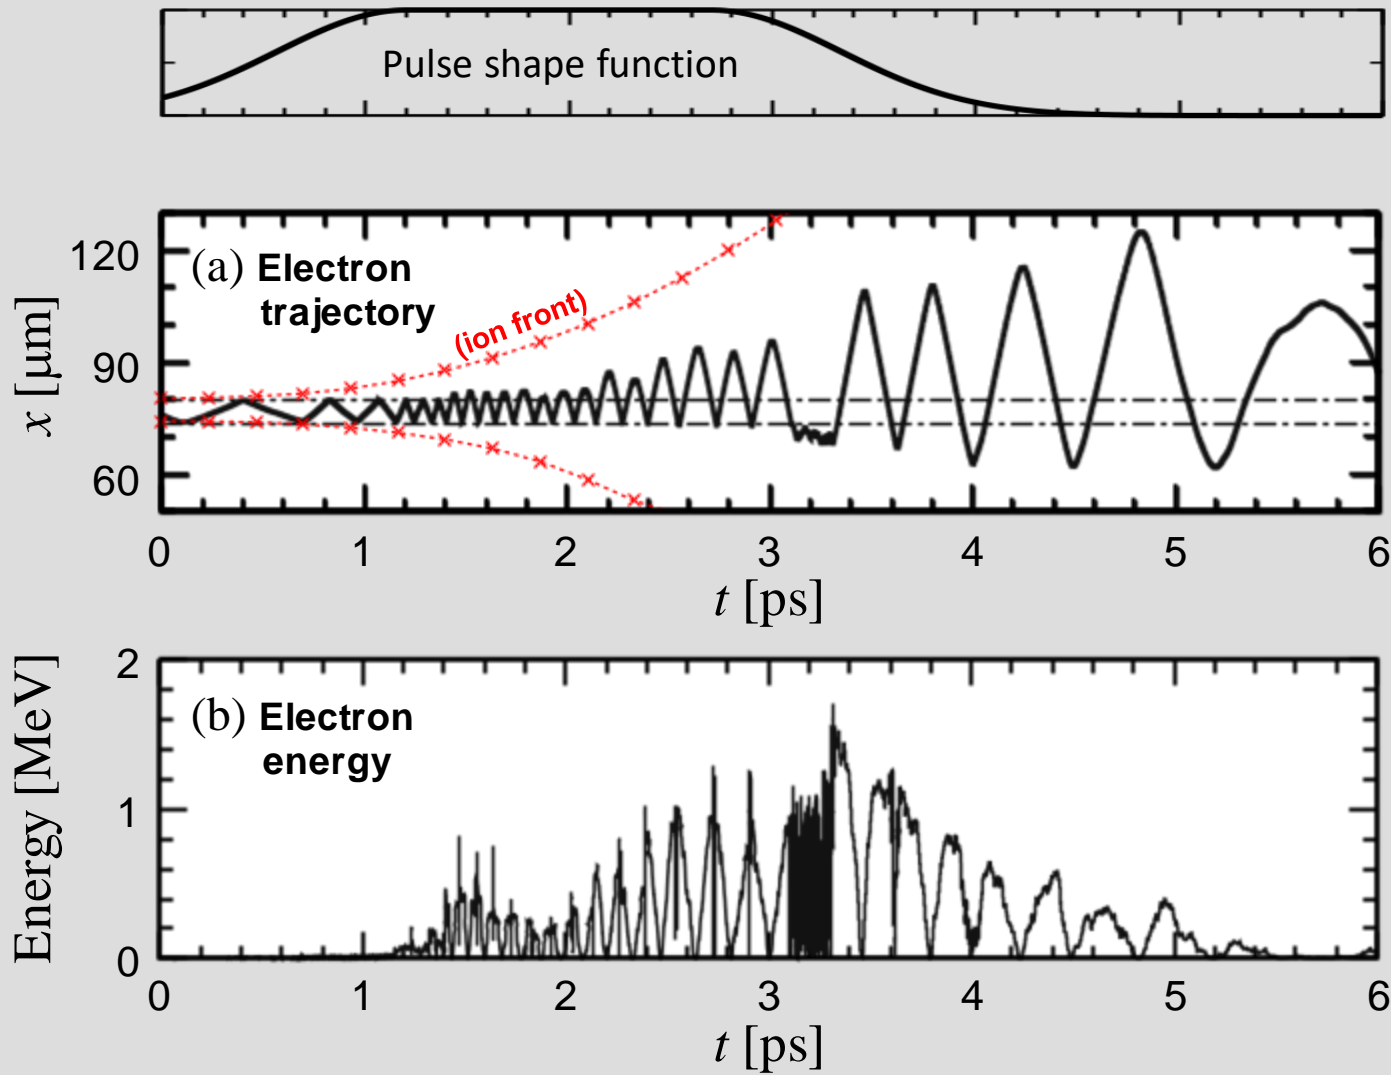 Pulse shape function
(a) Electron
trajectory
(ion front)
120
90
60
x [μm]
0 1 2 3 4 5 6
t [ps]
(b) Electron
energy
2
1
0
Energy [MeV]
0 1 2 3 4 5 6
t [ps]